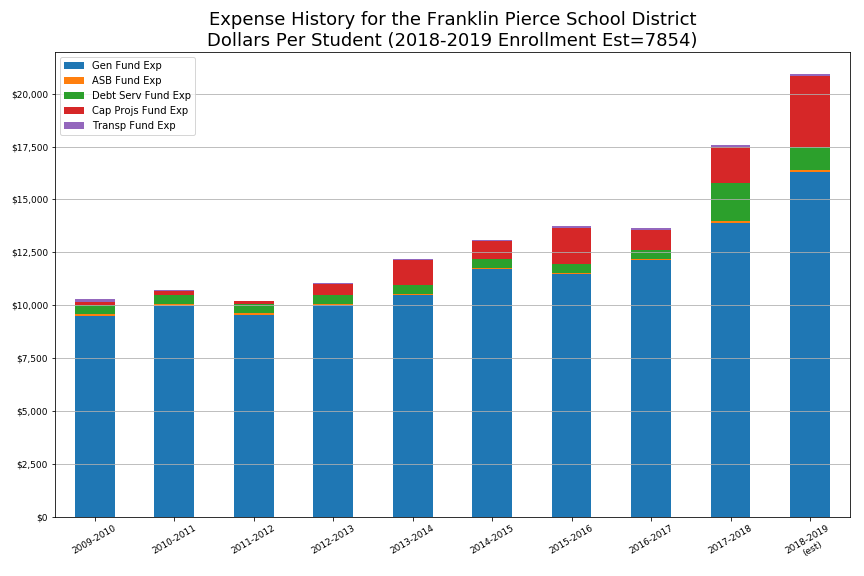 Expense History for the Franklin Pierce School District
Dollars Per Student (2018-2019 Enrollment Est=7854)
Gen Fund Exp
ASB Fund Exp
Debt Serv Fund Exp
Cap Projs Fund Exp
Transp Fund Exp
$20,000
$17,500
$15,000
$12,500
$10,000
$7,500
$5,000
$2,500
$0
2009-2010
2010-2011
2011-2012
2012-2013
2013-2014
2014-2015
2015-2016
2016-2017
2017-2018
2018-2019
(est)